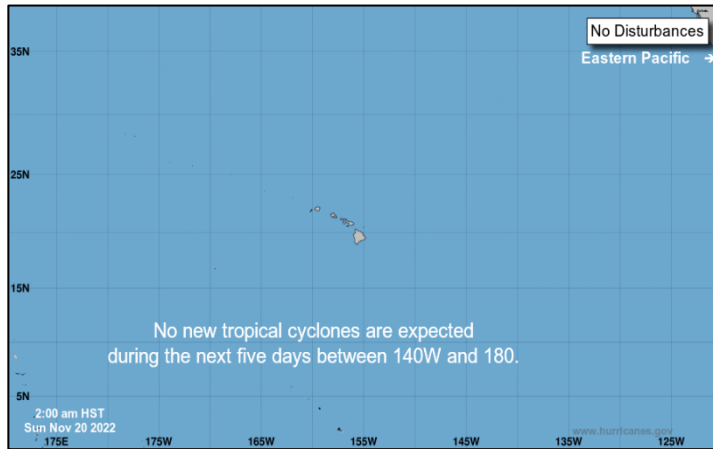 No Disturbances
35N
Eastern Pacific →
25N
15N
No new tropical cyclones are expected
during the next five days between 140W and 180.
5N
2:00 am HST
Sun Nov 20 2022
www.hurricanes.gov
175E 175W 165W 155W 145W 135W 125W